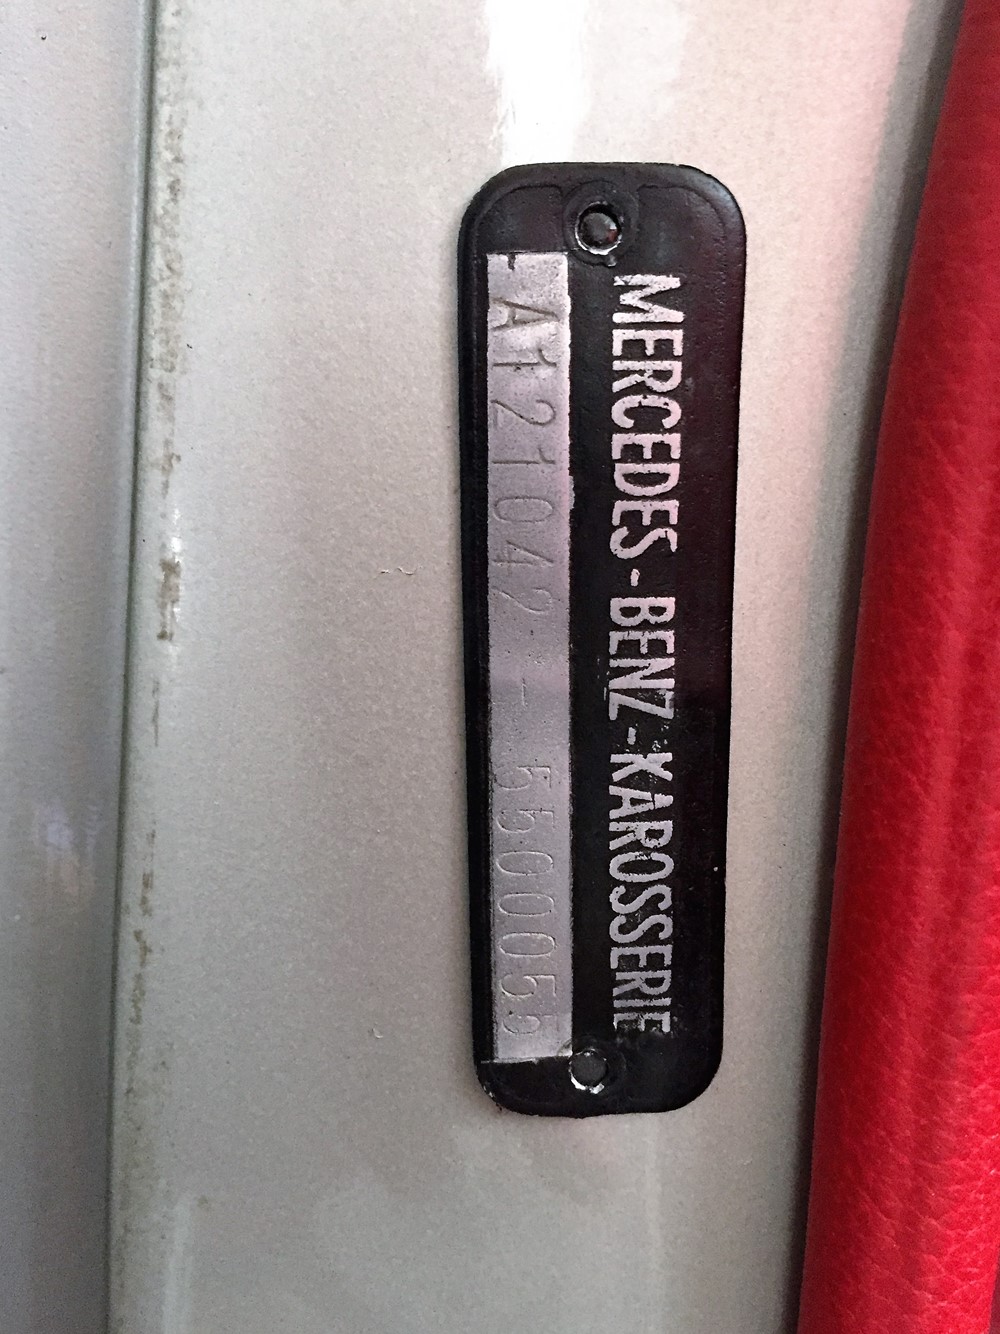 MERCEDES-BENZ-KAROSSERIE
A121042 - 5500055